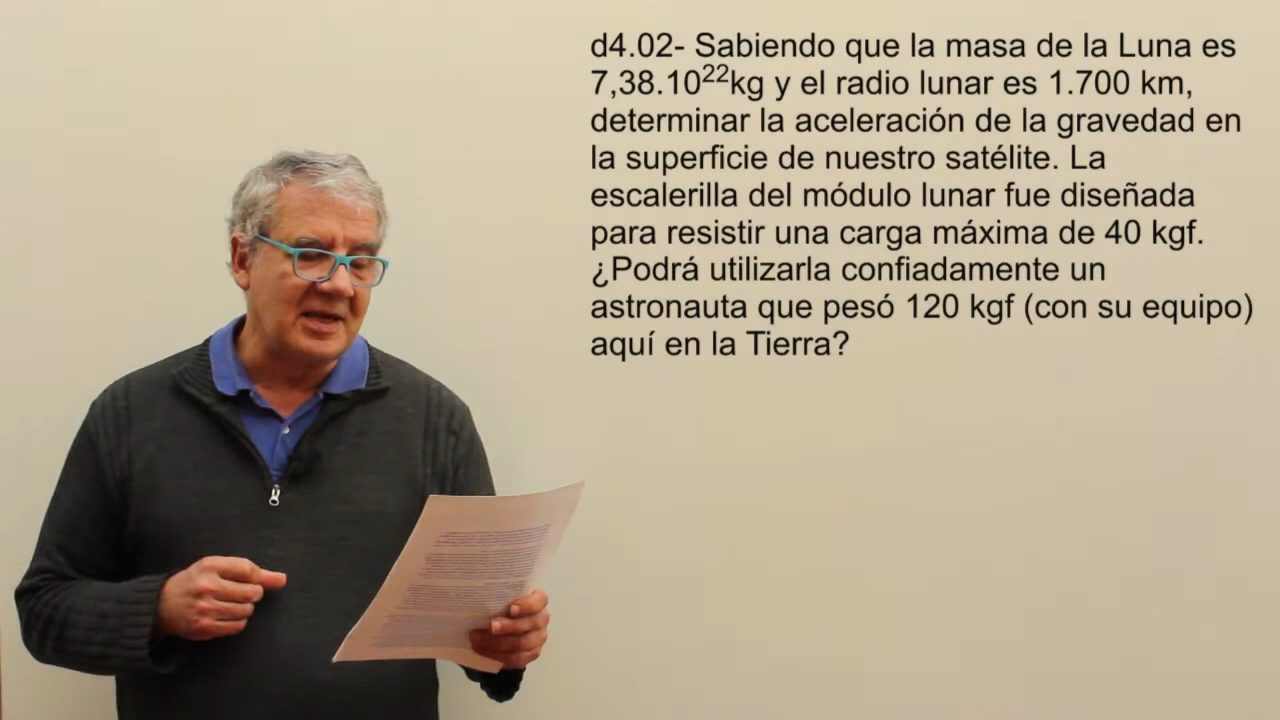 d4.02- Sabiendo que la masa de la Luna es
7,38.10²²kg y el radio lunar es 1.700 km,
determinar la aceleración de la gravedad en
la superficie de nuestro satélite. La
escalerilla del módulo lunar fue diseñada
para resistir una carga máxima de 40 kgf.
¿Podrá utilizarla confiadamente un
astronauta que pesó 120 kgf (con su equipo)
aquí en la Tierra?